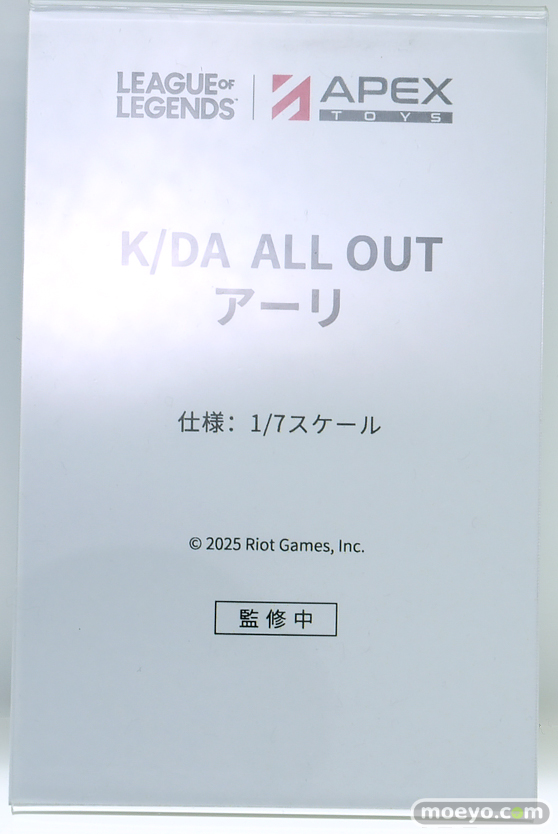 LEAGUE OF
LEGENDS™
APEX
TOYS
K/DA ALL OUT
アーリ
仕様：1/7スケール
© 2025 Riot Games, Inc.
監修中
moeyo.com